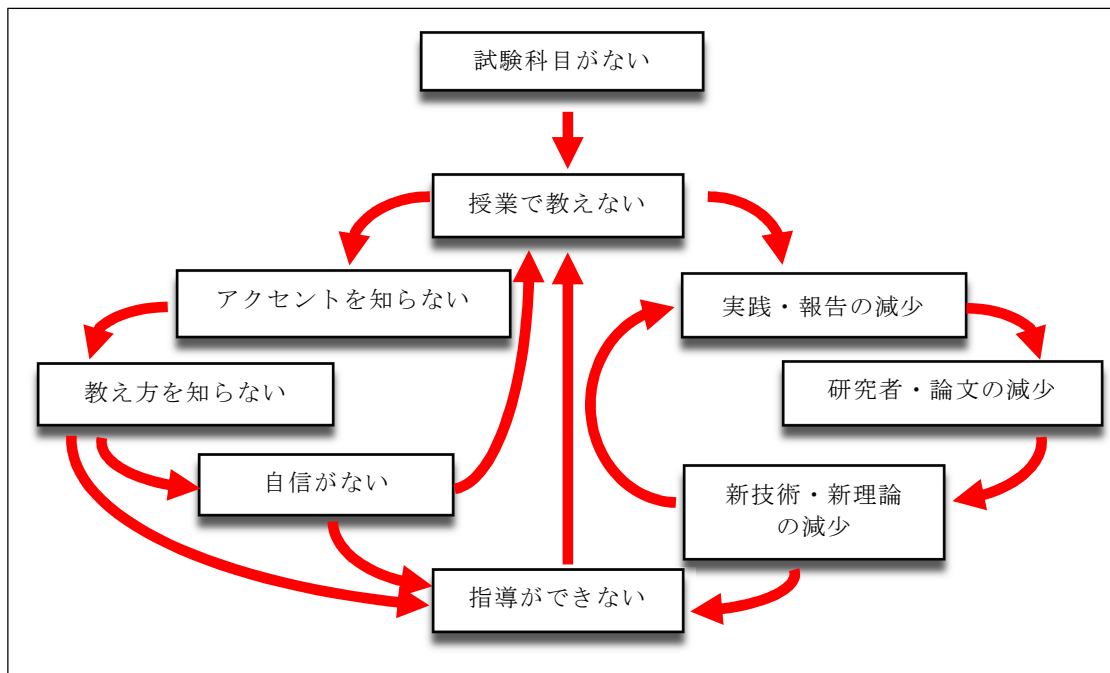 試験科目がない
授業で教えない
アクセントを知らない
実践・報告の減少
教え方を知らない
研究者・論文の減少
自信がない
新技術・新理論
の減少
指導ができない